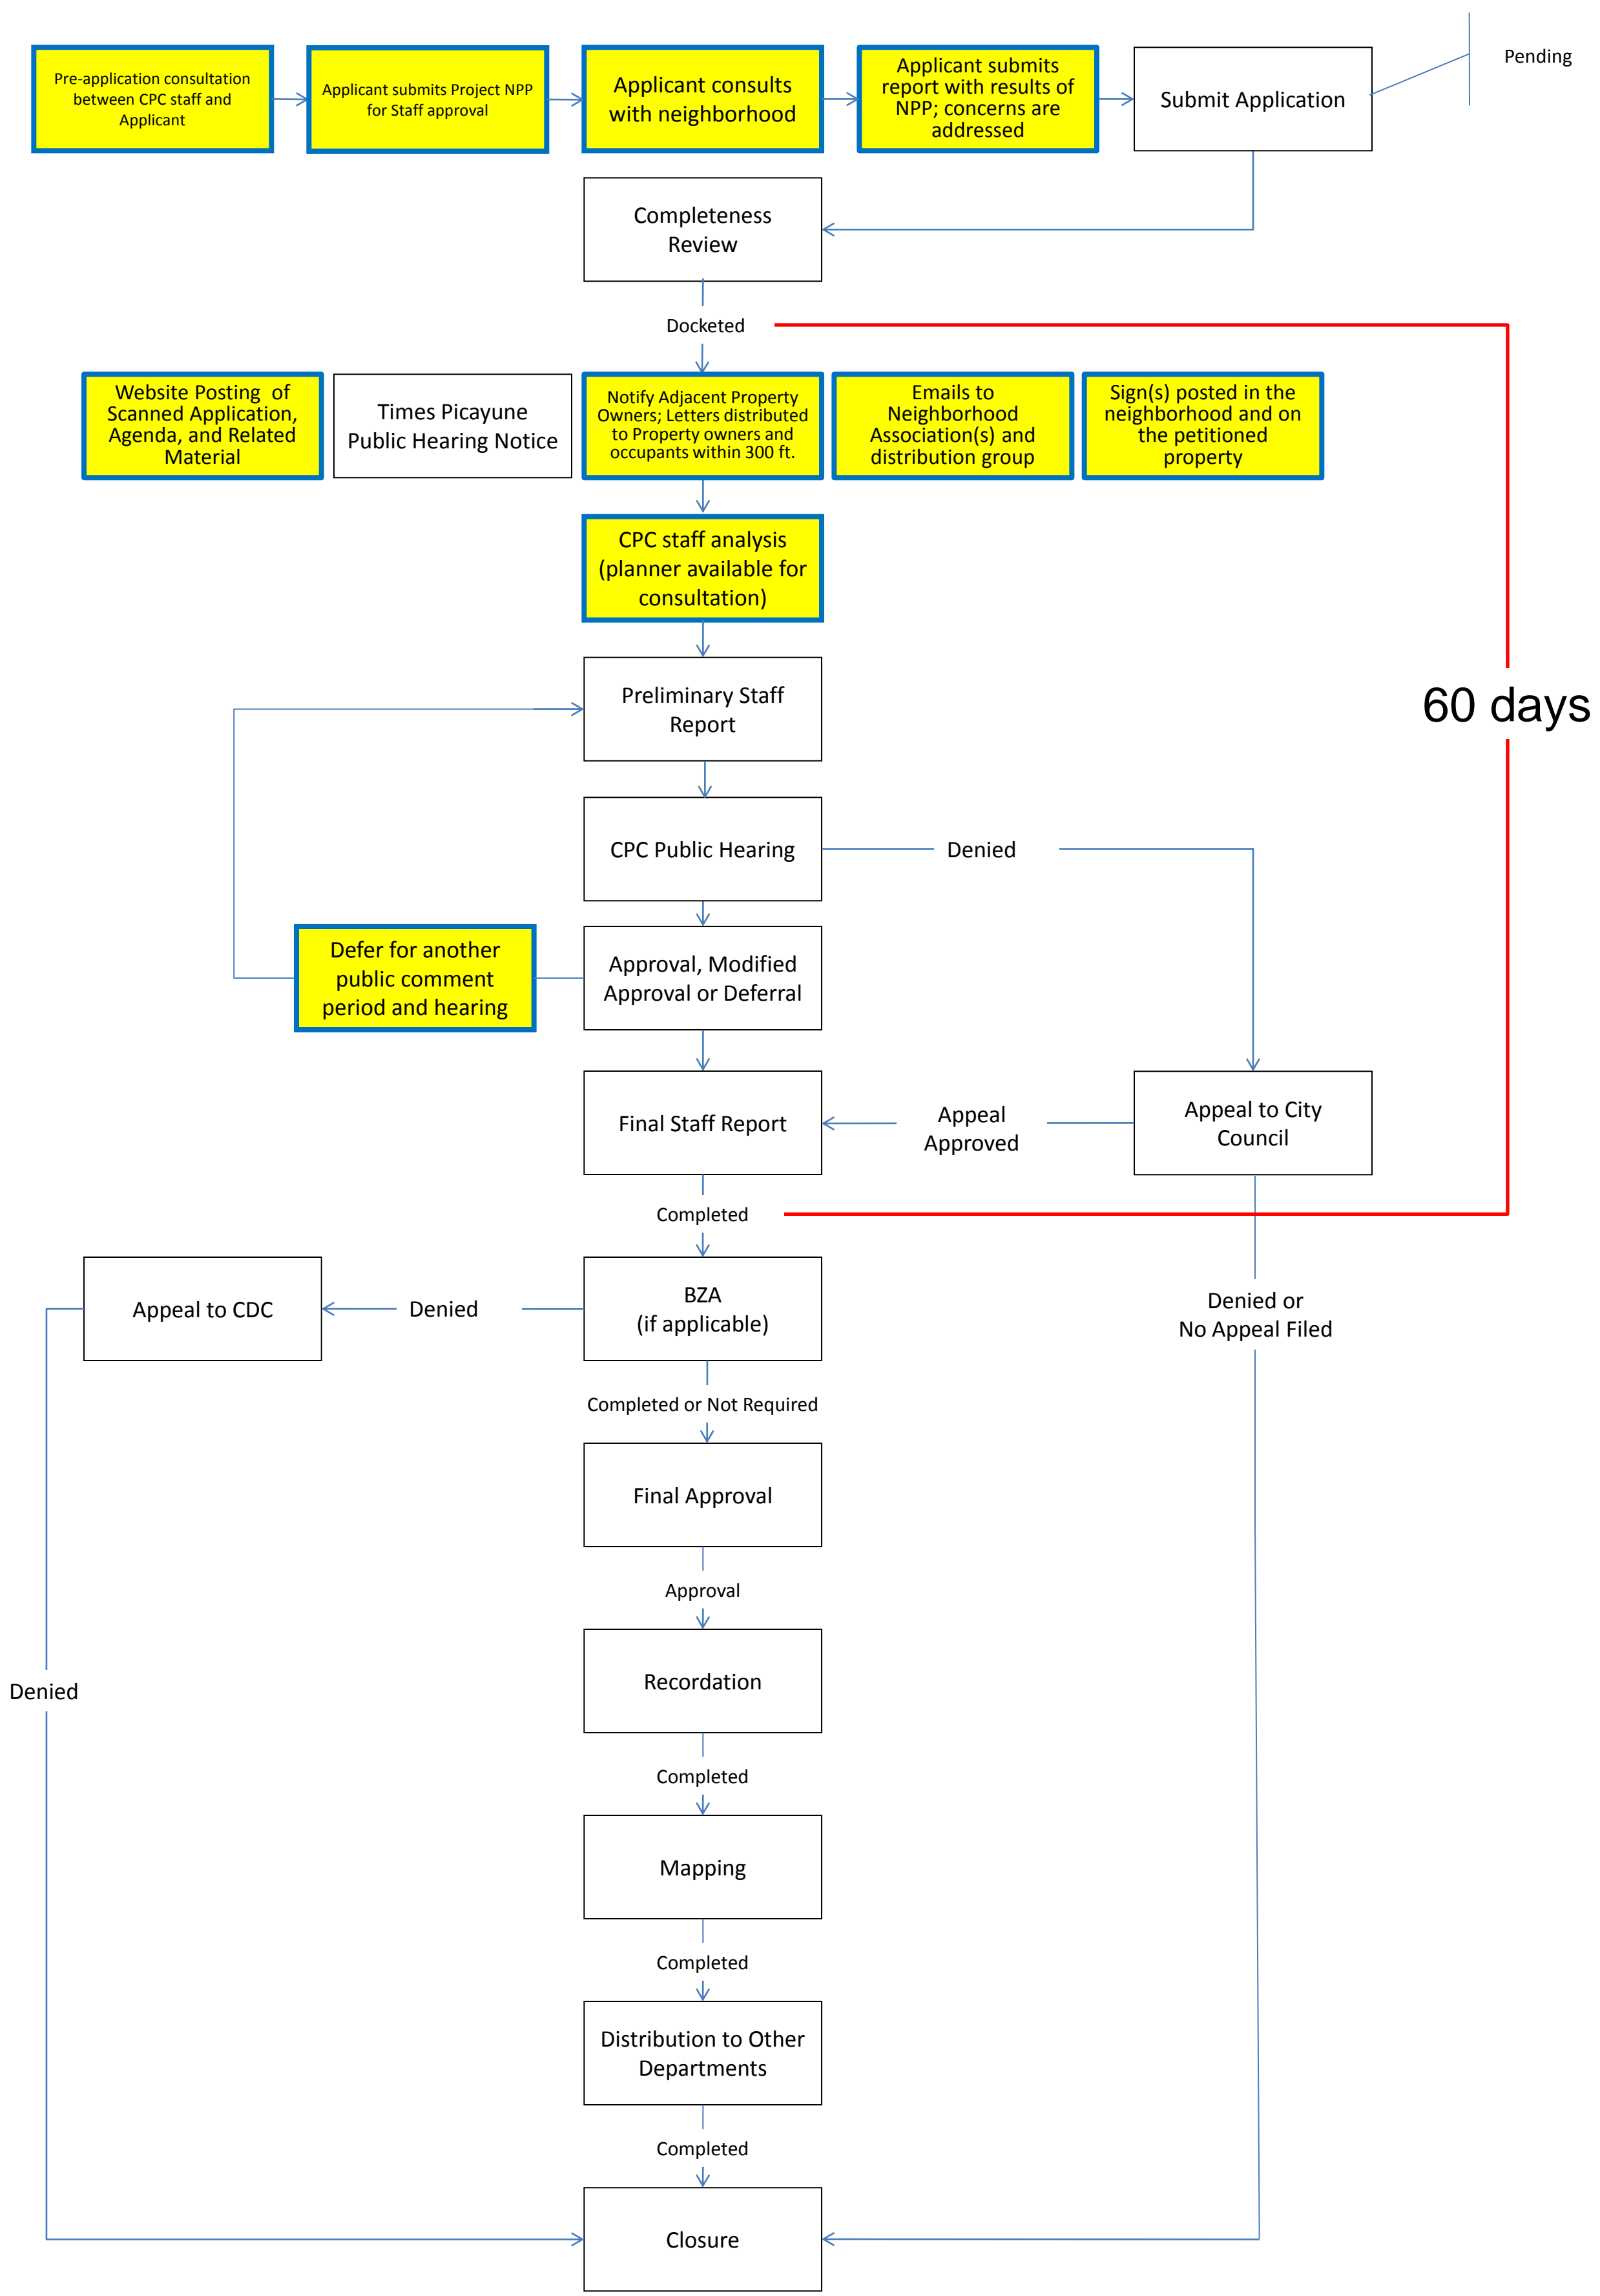 Pre-application consultation
between CPC staff and
Applicant
Applicant submits Project NPP
for Staff approval
Applicant consults
with neighborhood
Applicant submits
report with results of
NPP; concerns are
addressed
Submit Application
Pending
Completeness
Review
Docketed
Website Posting of
Scanned Application,
Agenda, and Related
Material
Times Picayune
Public Hearing Notice
Notify Adjacent Property
Owners; Letters distributed
to Property owners and
occupants within 300 ft.
Emails to
Neighborhood
Association(s) and
distribution group
Sign(s) posted in the
neighborhood and on
the petitioned
property
CPC staff analysis
(planner available for
consultation)
Preliminary Staff
Report
60 days
CPC Public Hearing
Denied
Defer for another
public comment
period and hearing
Approval, Modified
Approval or Deferral
Final Staff Report
Appeal
Approved
Appeal to City
Council
Completed
Appeal to CDC
Denied
BZA
(if applicable)
Denied or
No Appeal Filed
Completed or Not Required
Final Approval
Approval
Recordation
Denied
Completed
Mapping
Completed
Distribution to Other
Departments
Completed
Closure